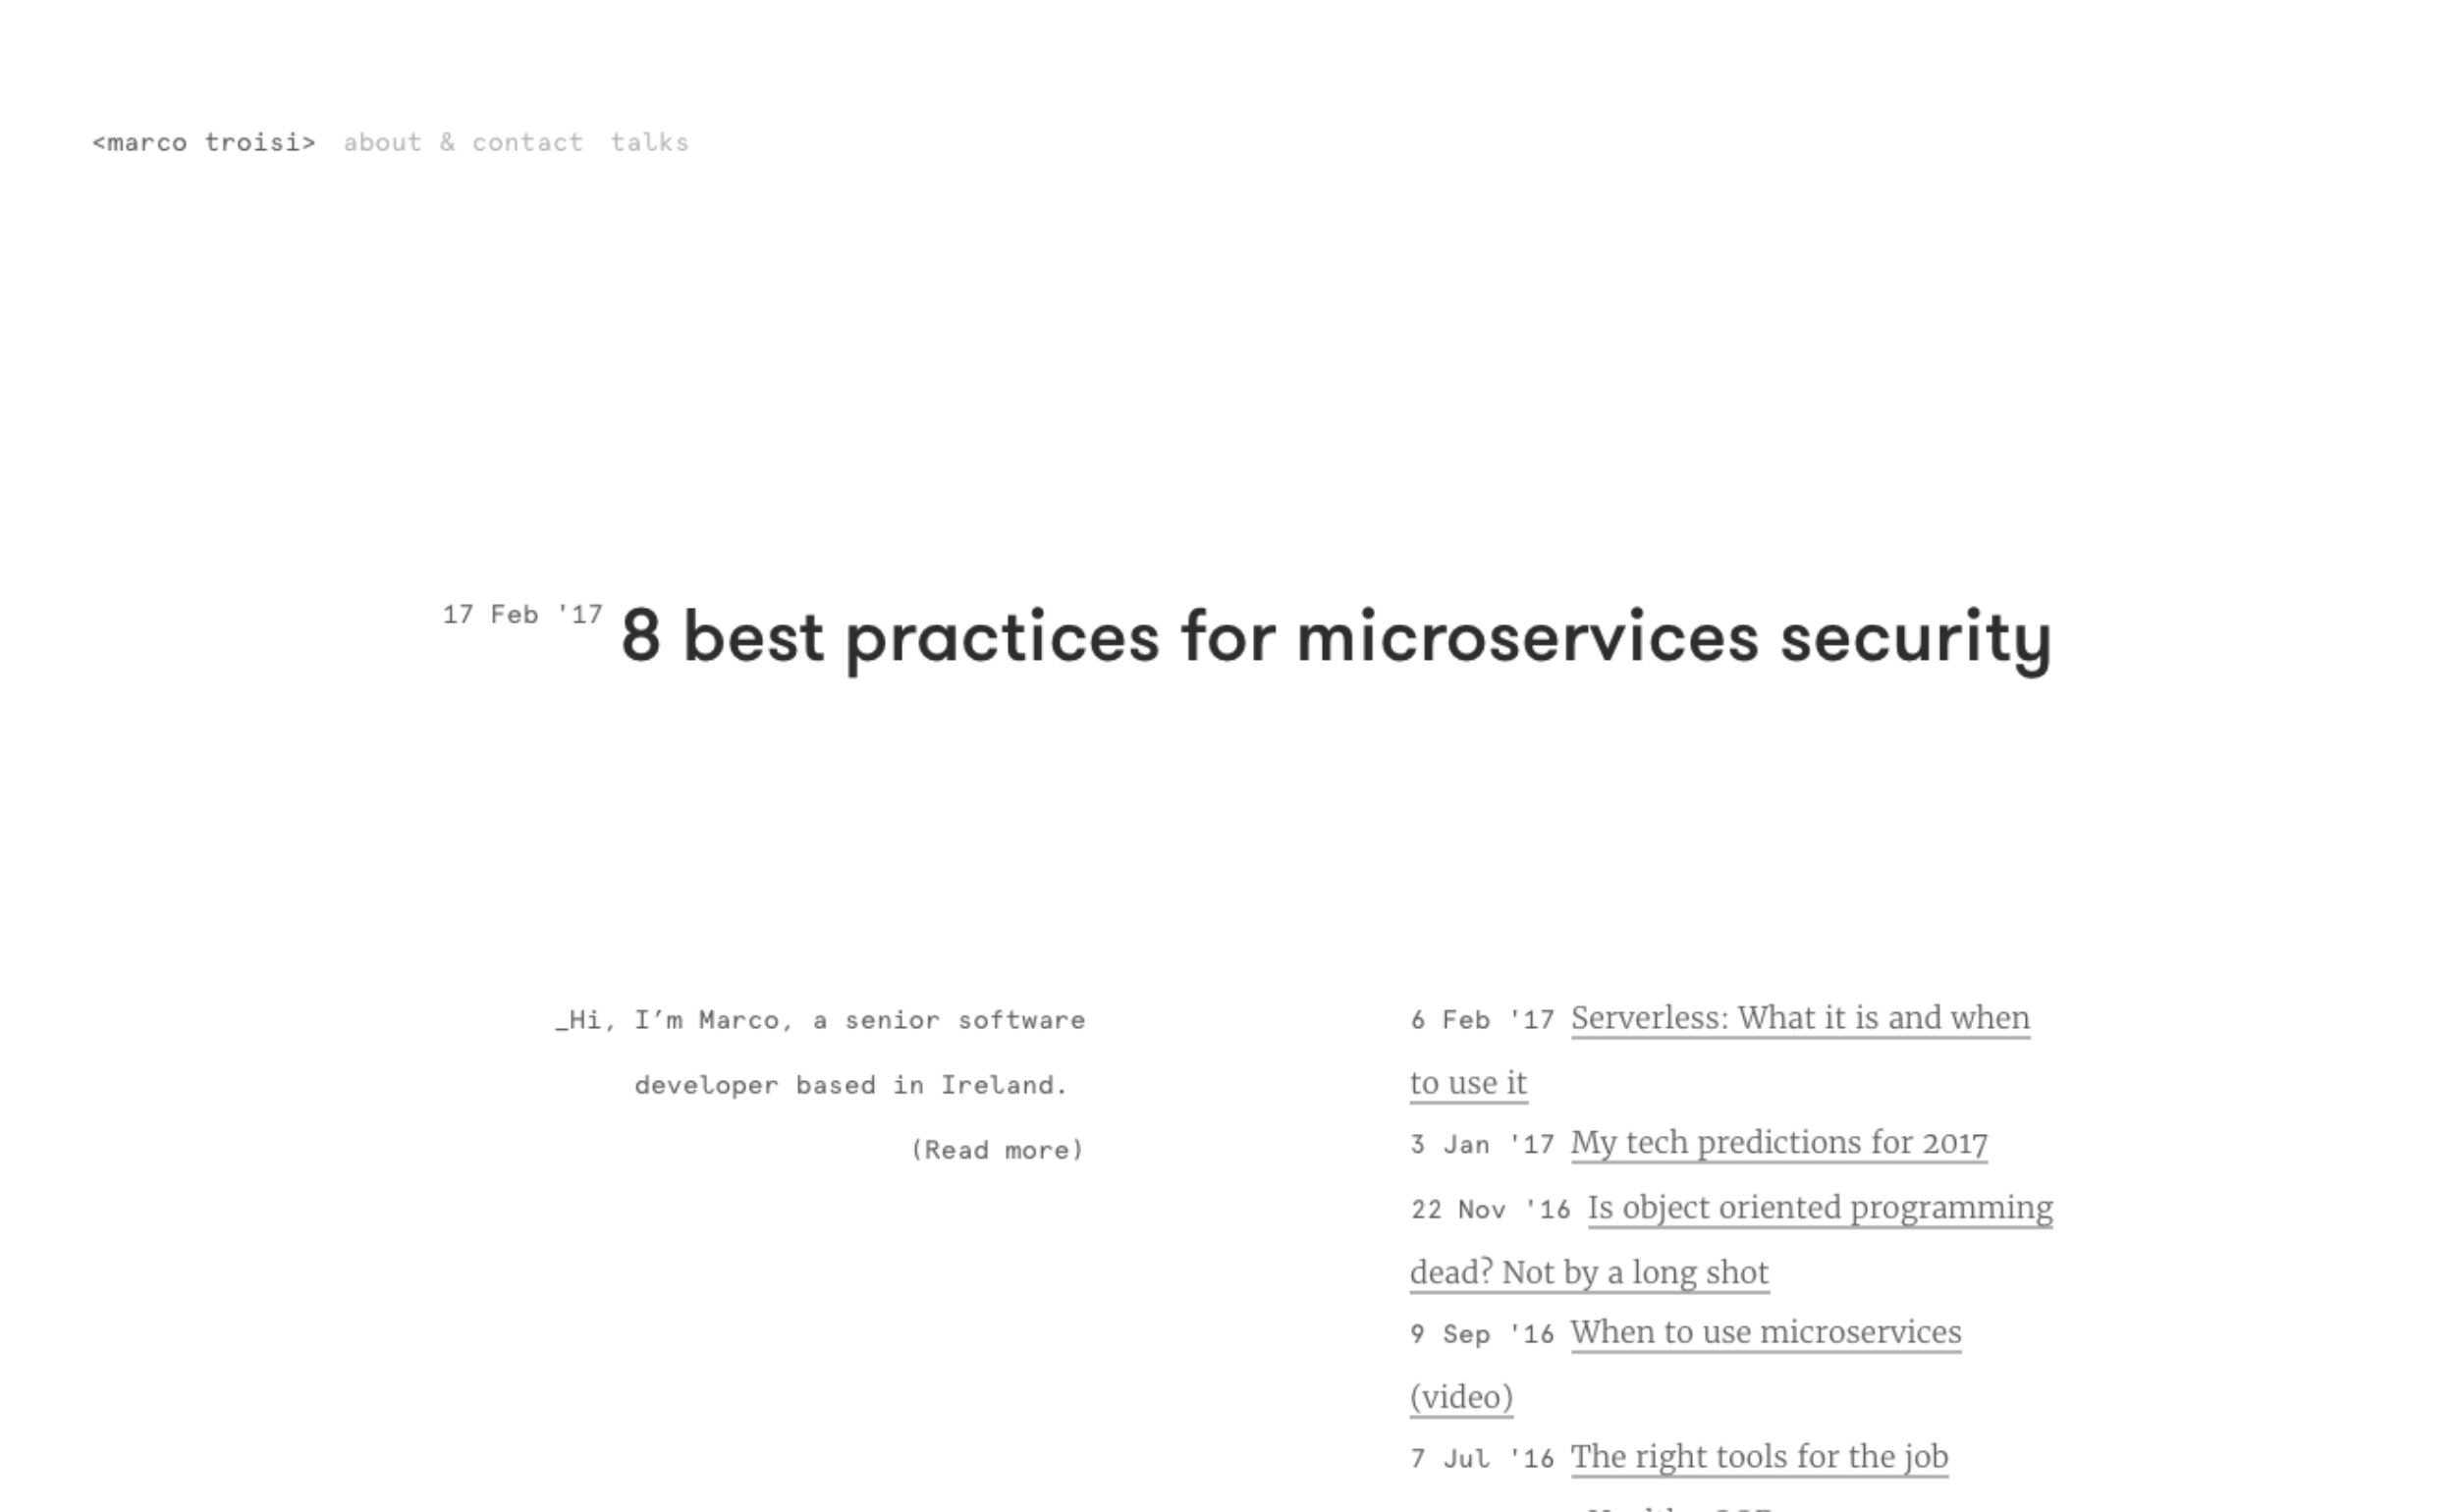 <marco troisi> about & contact talks
17 Feb '17 8 best practices for microservices security
_Hi, I’m Marco, a senior software
developer based in Ireland.
(Read more)
6 Feb '17 Serverless: What it is and when
to use it
3 Jan '17 My tech predictions for 2017
22 Nov '16 Is object oriented programming
dead? Not by a long shot
9 Sep '16 When to use microservices
(video)
7 Jul '16 The right tools for the job